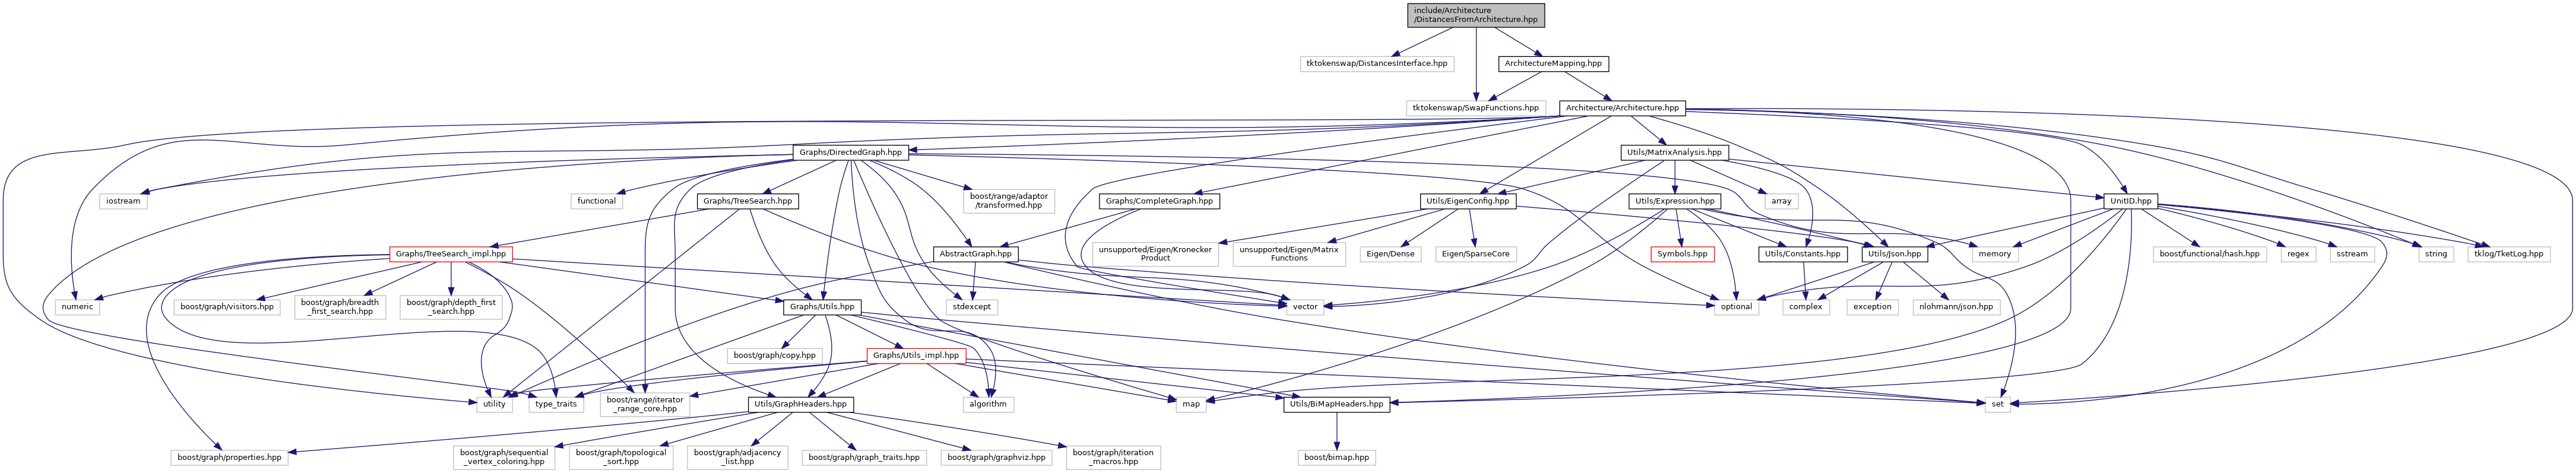 include/Architecture
/DistancesFromArchitecture.hpp
tktokenswap/DistancesInterface.hpp
ArchitectureMapping.hpp
tktokenswap/SwapFunctions.hpp
Architecture/Architecture.hpp
Graphs/DirectedGraph.hpp
Utils/MatrixAnalysis.hpp
iostream
functional
Graphs/TreeSearch.hpp
boost/range/adaptor
/transformed.hpp
Graphs/CompleteGraph.hpp
Utils/EigenConfig.hpp
Utils/Expression.hpp
array
UnitID.hpp
Graphs/TreeSearch_impl.hpp
AbstractGraph.hpp
unsupported/Eigen/Kronecker
Product
unsupported/Eigen/Matrix
Functions
Eigen/Dense
Eigen/SparseCore
Symbols.hpp
Utils/Constants.hpp
Utils/Json.hpp
memory
boost/functional/hash.hpp
regex
sstream
string
tklog/TketLog.hpp
numeric
boost/graph/visitors.hpp
boost/graph/breadth
_first_search.hpp
boost/graph/depth_first
_search.hpp
Graphs/Utils.hpp
stdexcept
vector
optional
complex
exception
nlohmann/json.hpp
boost/graph/copy.hpp
Graphs/Utils_impl.hpp
utility
type_traits
boost/range/iterator
_range_core.hpp
Utils/GraphHeaders.hpp
algorithm
map
Utils/BiMapHeaders.hpp
set
boost/graph/properties.hpp
boost/graph/sequential
_vertex_coloring.hpp
boost/graph/topological
_sort.hpp
boost/graph/adjacency
_list.hpp
boost/graph/graph_traits.hpp
boost/graph/graphviz.hpp
boost/graph/iteration
_macros.hpp
boost/bimap.hpp